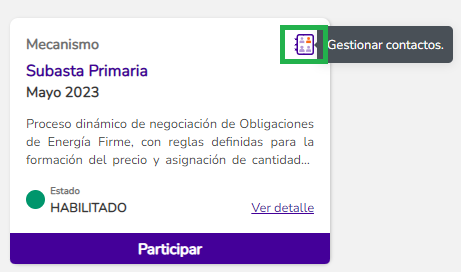 Mecanismo
Gestionar contactos.
Subasta Primaria
Mayo 2023
Proceso dinámico de negociación de Obligaciones
de Energía Firme, con reglas definidas para la
formación del precio y asignación de cantidad...
Estado
HABILITADO
Ver detalle
Participar